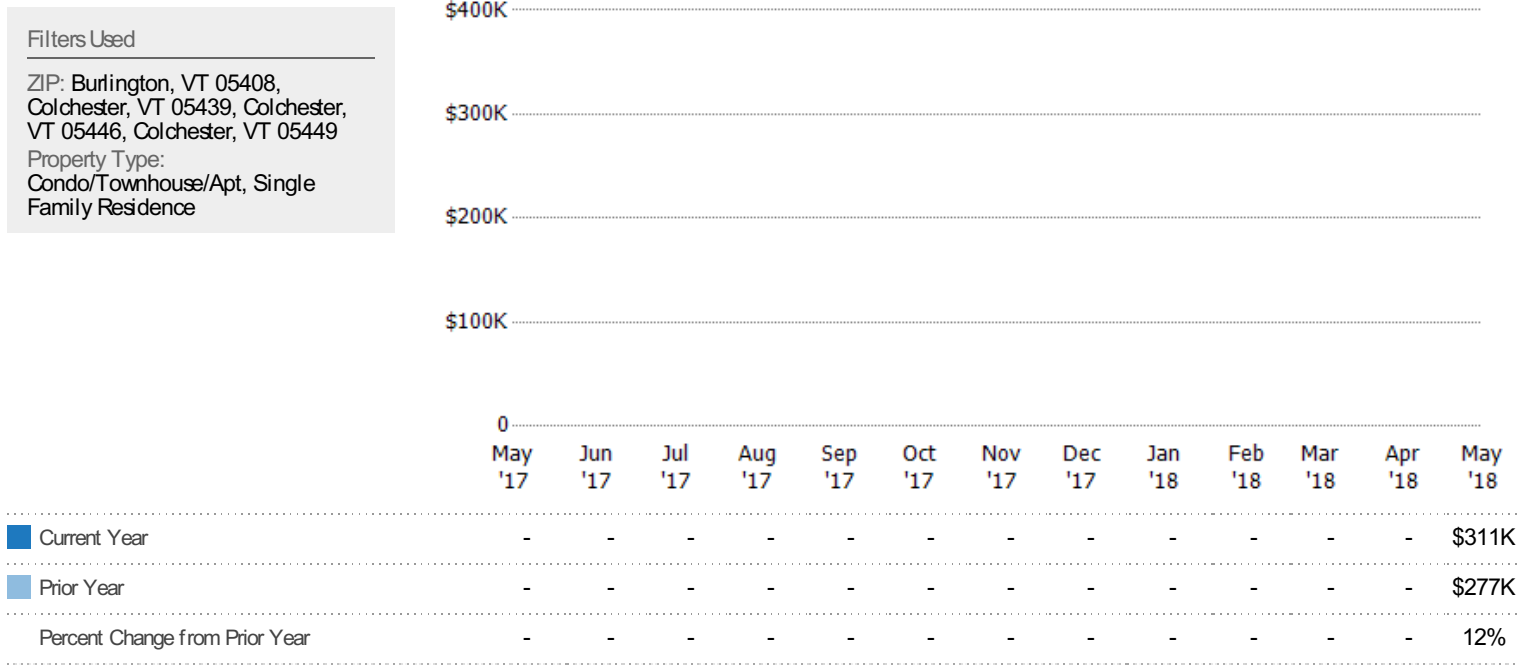 Filters Used
ZIP: Burlington, VT 05408,
Colchester, VT 05439, Colchester,
VT 05446, Colchester, VT 05449
Property Type:
Condo/Townhouse/Apt, Single
Family Residence
$400K
$300K
$200K
$100K
0
May Jun Jul Aug Sep Oct Nov Dec Jan Feb Mar Apr May
'17 '17 '17 '17 '17 '17 '17 '17 '18 '18 '18 '18 '18
Current Year - - - - - - - - - - - - $311K
Prior Year - - - - - - - - - - - - $277K
Percent Change from Prior Year - - - - - - - - - - - - 12%